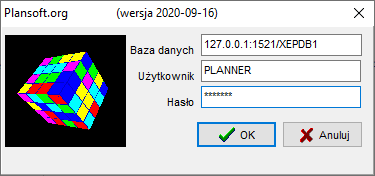 Plansoft.org (wersja 2020-09-16)
Baza danych 127.0.0.1:1521/XEPDB1
Użytkownik PLANNER
Hasło *******
OK Anuluj